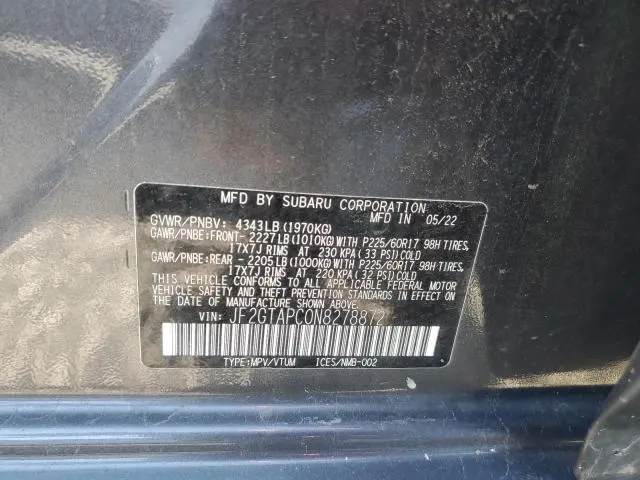 MFD BY SUBARU CORPORATION
GVWR/PNBV: 4343LB (1970KG) MFD IN 05/22
GAWR/PNBE:FRONT- 2227LB(1010KG)WITH P225/60R17 98H TIRES,
17X7J RIMS AT 230 KPA(33 PSI)COLD
GAWR/PNBE:REAR - 2205LB(1000KG)WITH P225/60R17 98H TIRES,
17X7J RIMS AT 220 KPA(32 PSI)COLD
THIS VEHICLE CONFORMS TO ALL APPLICABLE FEDERAL MOTOR
VEHICLE SAFETY STANDARDS IN EFFECT
ON THE DATE OF MANUFACTURE SHOWN ABOVE.
VIN: JF2GTAPC0N8278872
TYPE:MPV/VTUM ICES/NMB-002